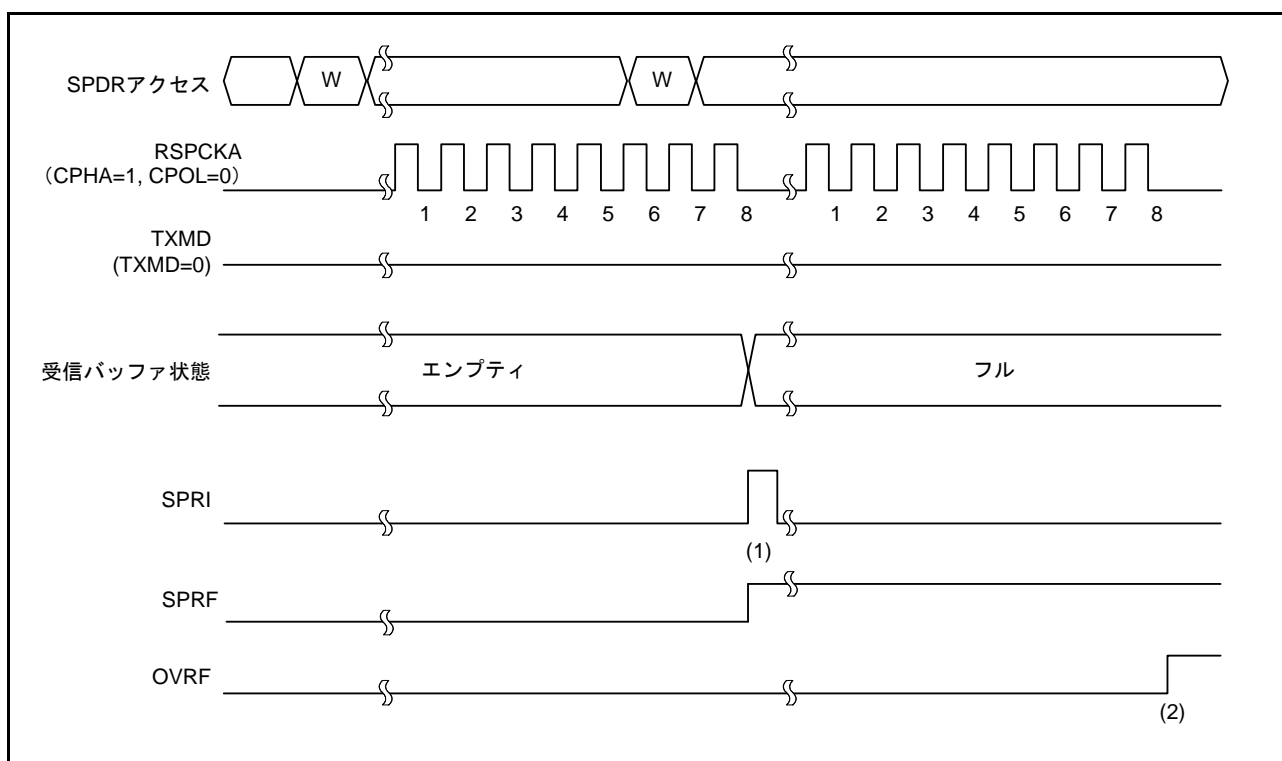 SPDRアクセス
W
W
RSPCKA
（CPHA=1, CPOL=0）
1 2 3 4 5 6 7 8
1 2 3 4 5 6 7 8
TXMD
(TXMD=0)
受信バッファ状態
エンプティ
フル
SPRI
(1)
SPRF
OVRF
(2)